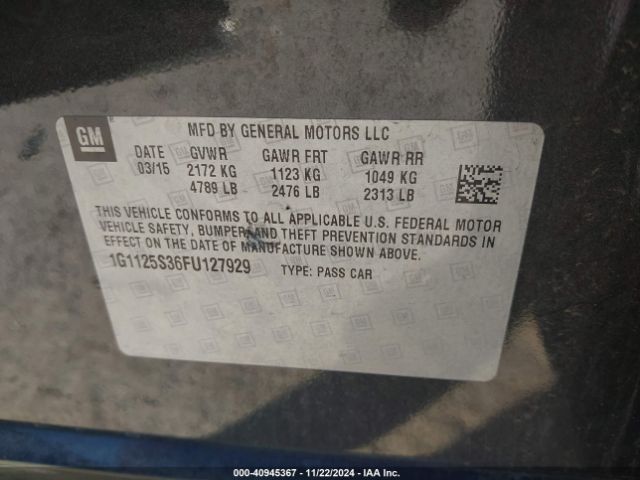 GM
MFD BY GENERAL MOTORS LLC
DATE GVWR GAWR FRT GAWR RR
03/15 2172 KG 1123 KG 1049 KG
4789 LB 2476 LB 2313 LB
THIS VEHICLE CONFORMS TO ALL APPLICABLE U.S. FEDERAL MOTOR
VEHICLE SAFETY, BUMPER, AND THEFT PREVENTION STANDARDS IN
EFFECT ON THE DATE OF MANUFACTURE SHOWN ABOVE.
1G1125S36FU127929 TYPE: PASS CAR
000-40945367 - 11/22/2024 - IAA Inc.